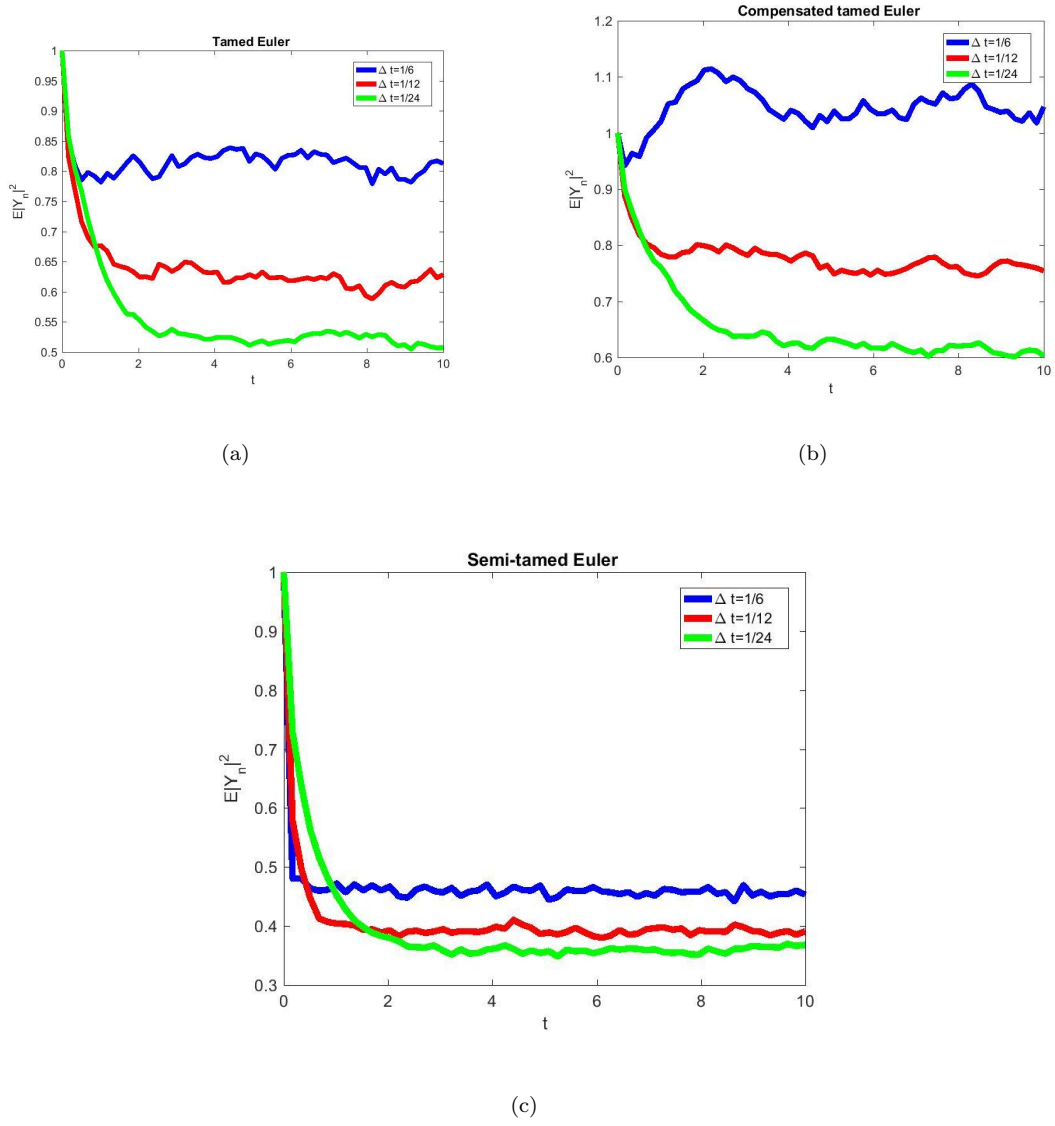 Tamed Euler
1
0.95
0.9
0.85
0.8
0.75
0.7
0.65
0.6
0.55
0.5
E|Y_n|^2
0
2
4
6
8
10
t
Δ t=1/6
Δ t=1/12
Δ t=1/24
(a)
Compensated tamed Euler
1.2
1.1
1
0.9
0.8
0.7
0.6
E|Y_n|^2
0
2
4
6
8
10
t
Δ t=1/6
Δ t=1/12
Δ t=1/24
(b)
Semi-tamed Euler
1
0.9
0.8
0.7
0.6
0.5
0.4
0.3
E|Y_n|^2
0
2
4
6
8
10
t
Δ t=1/6
Δ t=1/12
Δ t=1/24
(c)